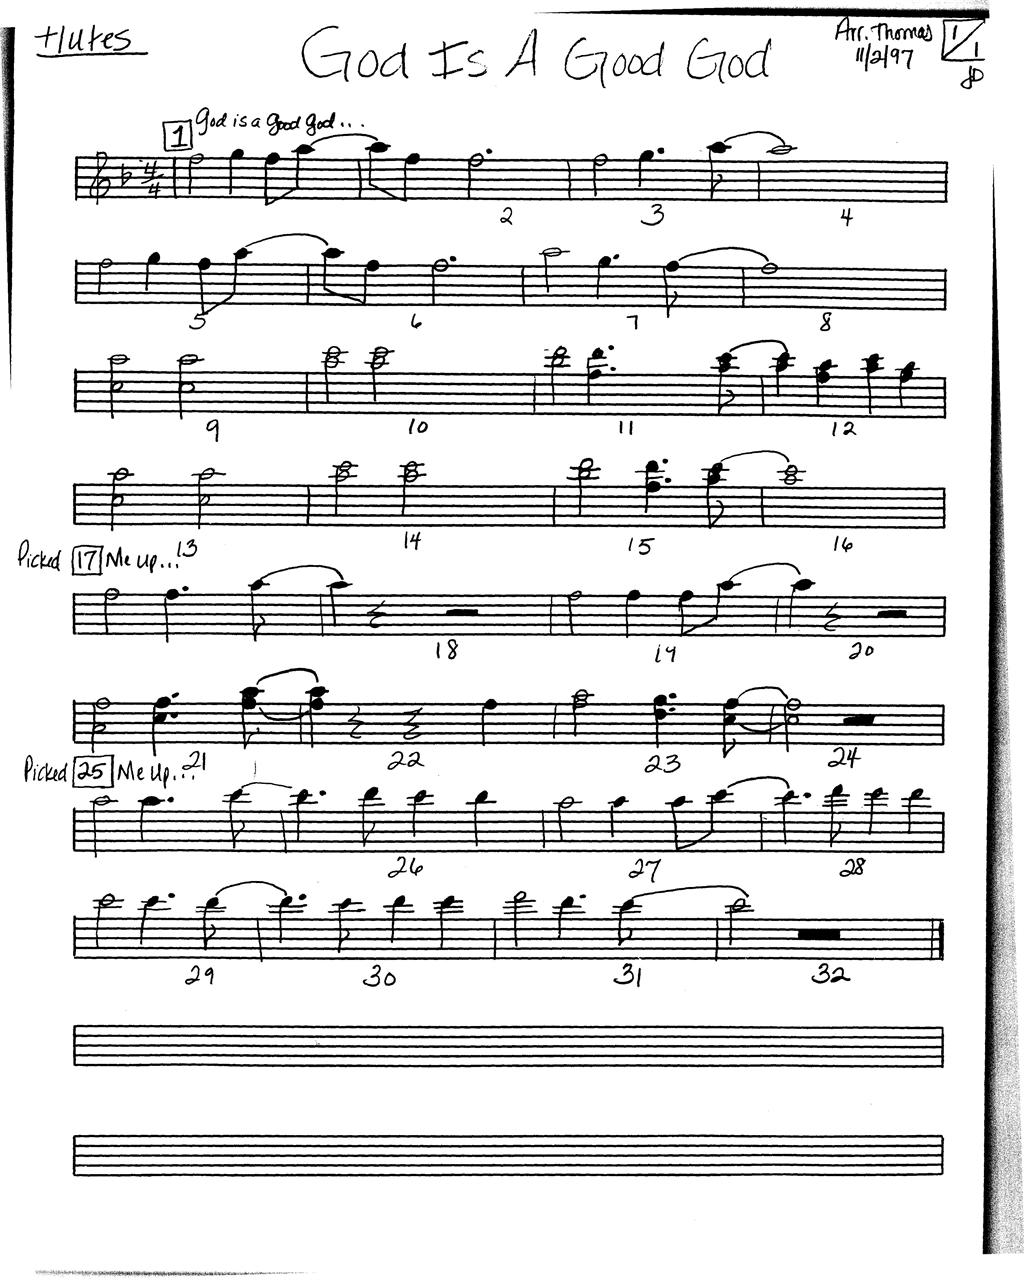 Flutes
God Is A Good God
Arr. Thomas
11/2/97
1/1
JD
1 God is a good god...
4/4
2 3 4
5 6 7 8
9 10 11 12
13 14 15 16
Picked 17 Me up...
18 19 20
21 22 23 24
Picked 25 Me up...
26 27 28
29 30 31 32